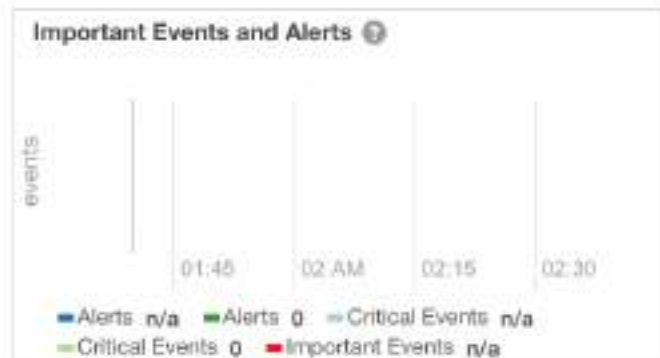 Important Events and Alerts ?
events
01:45 02 AM 02:15 02:30
Alerts n/a Alerts 0 Critical Events n/a
Critical Events 0 Important Events n/a